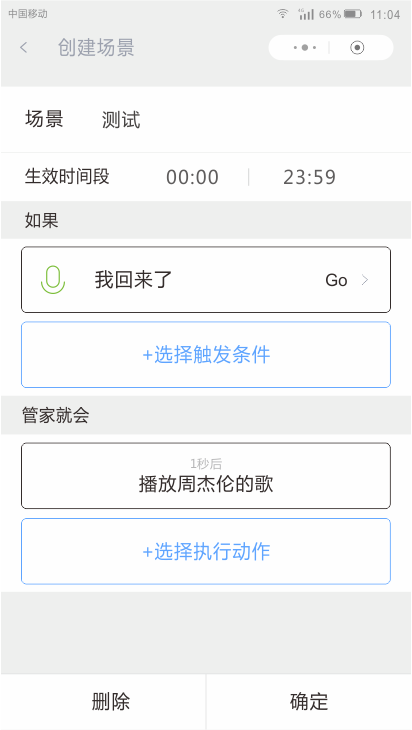 中国移动 4G 66% 11:04
创建场景
场景 测试
生效时间段 00:00 23:59
如果
我回来了 Go
+选择触发条件
管家就会
1秒后
播放周杰伦的歌
+选择执行动作
删除 确定